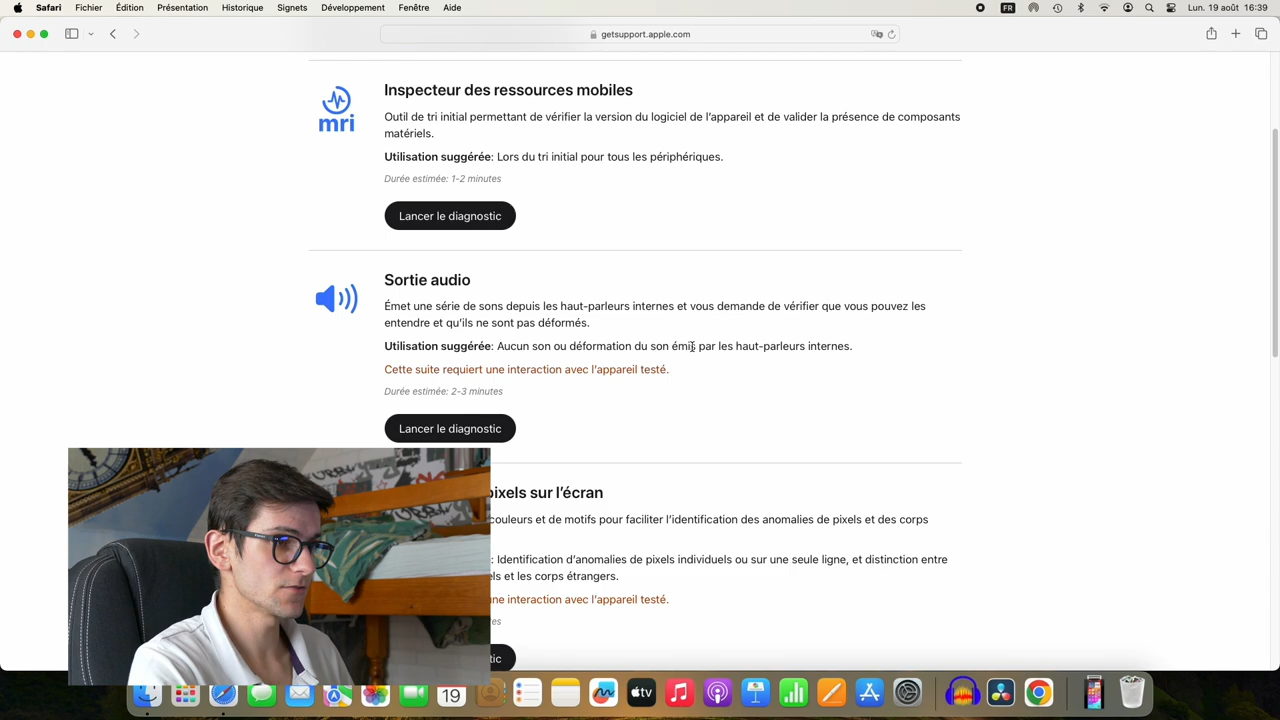 Safari Fichier Édition Présentation Historique Signets Développement Fenêtre Aide FR Lun. 19 août 16:39
getsupport.apple.com
mri
Inspecteur des ressources mobiles
Outil de tri initial permettant de vérifier la version du logiciel de l’appareil et de valider la présence de composants
matériels.
Utilisation suggérée: Lors du tri initial pour tous les périphériques.
Durée estimée: 1-2 minutes
Lancer le diagnostic
Sortie audio
Émet une série de sons depuis les haut-parleurs internes et vous demande de vérifier que vous pouvez les
entendre et qu’ils ne sont pas déformés.
Utilisation suggérée: Aucun son ou déformation du son émis par les haut-parleurs internes.
Cette suite requiert une interaction avec l’appareil testé.
Durée estimée: 2-3 minutes
Lancer le diagnostic
pixels sur l’écran
couleurs et de motifs pour faciliter l’identification des anomalies de pixels et des corps
: Identification d’anomalies de pixels individuels ou sur une seule ligne, et distinction entre
els et les corps étrangers.
une interaction avec l’appareil testé.
tes
tic
19
tv